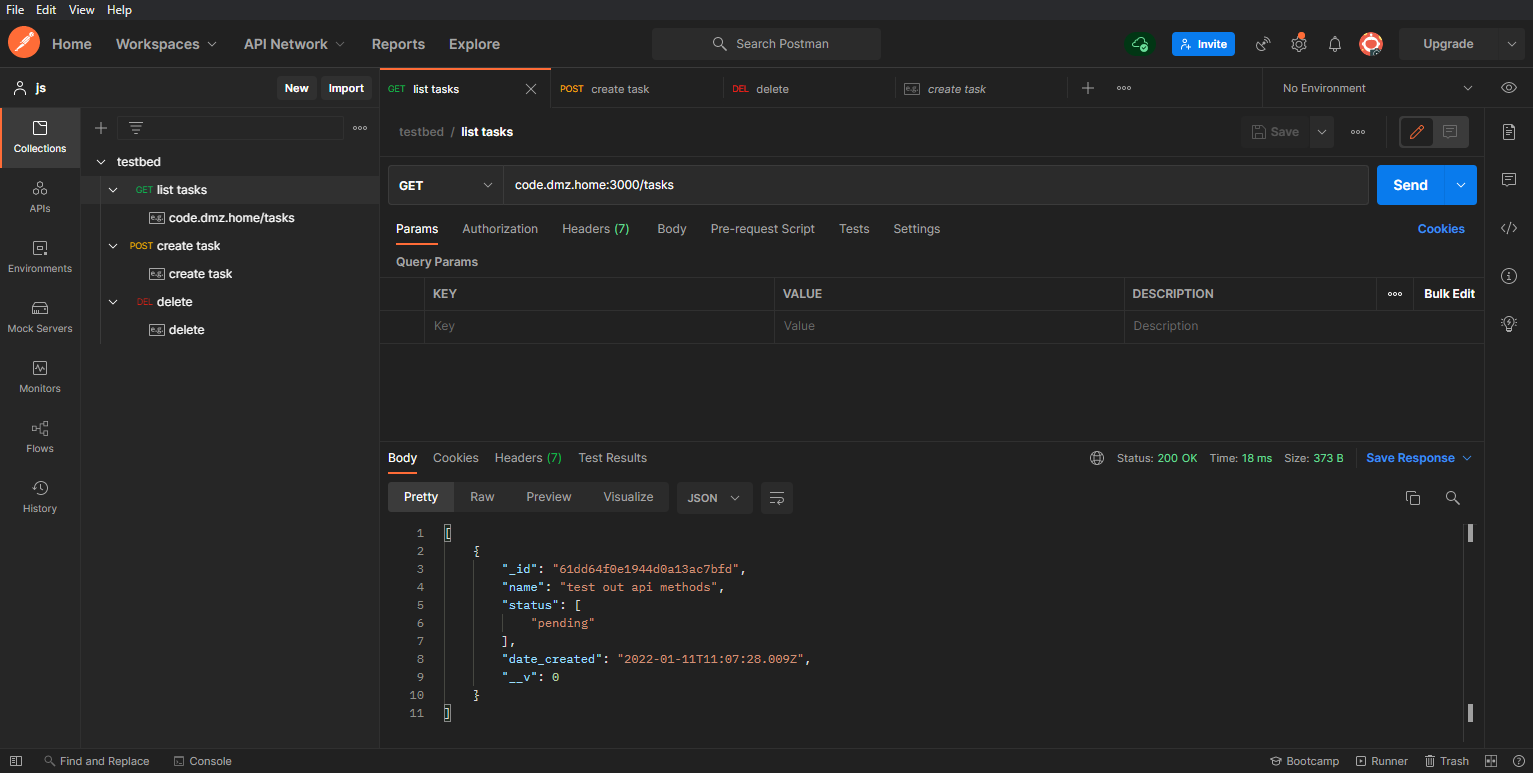 File Edit View Help
Home Workspaces API Network Reports Explore Search Postman Invite Upgrade
js New Import
GET list tasks POST create task DEL delete e.g. create task No Environment
Collections
APIs
Environments
Mock Servers
Monitors
Flows
History
testbed
GET list tasks
e.g. code.dmz.home/tasks
POST create task
e.g. create task
DEL delete
e.g. delete
testbed / list tasks Save
GET code.dmz.home:3000/tasks Send
Params Authorization Headers (7) Body Pre-request Script Tests Settings Cookies
Query Params
KEY VALUE DESCRIPTION Bulk Edit
Key Value Description
Body Cookies Headers (7) Test Results Status: 200 OK Time: 18 ms Size: 373 B Save Response
Pretty Raw Preview Visualize JSON
1 [
2 {
3 "_id": "61dd64f0e1944d0a13ac7bfd",
4 "name": "test out api methods",
5 "status": [
6 "pending"
7 ],
8 "date_created": "2022-01-11T11:07:28.009Z",
9 "__v": 0
10 }
11 ]
Find and Replace Console Bootcamp Runner Trash